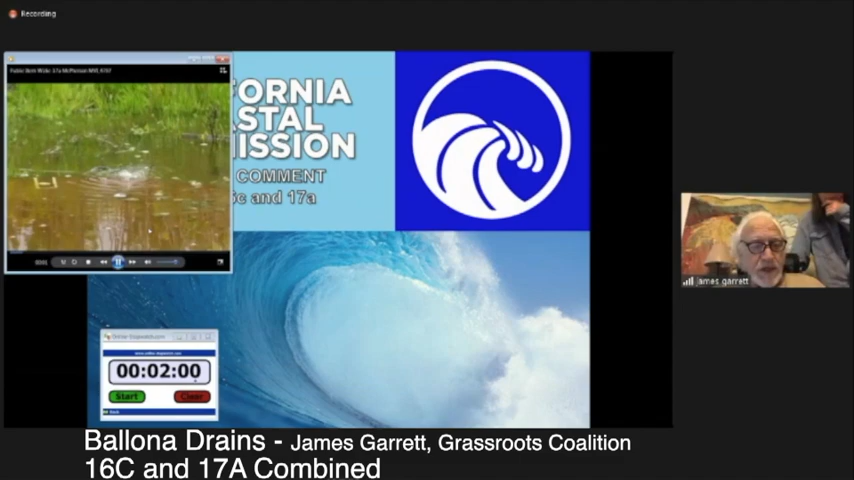 Recording
ORNIA
STAL
ISSION
COMMENT
c and 17a
00:02:00
Start
Clear
james garrett
Ballona Drains - James Garrett, Grassroots Coalition
16C and 17A Combined